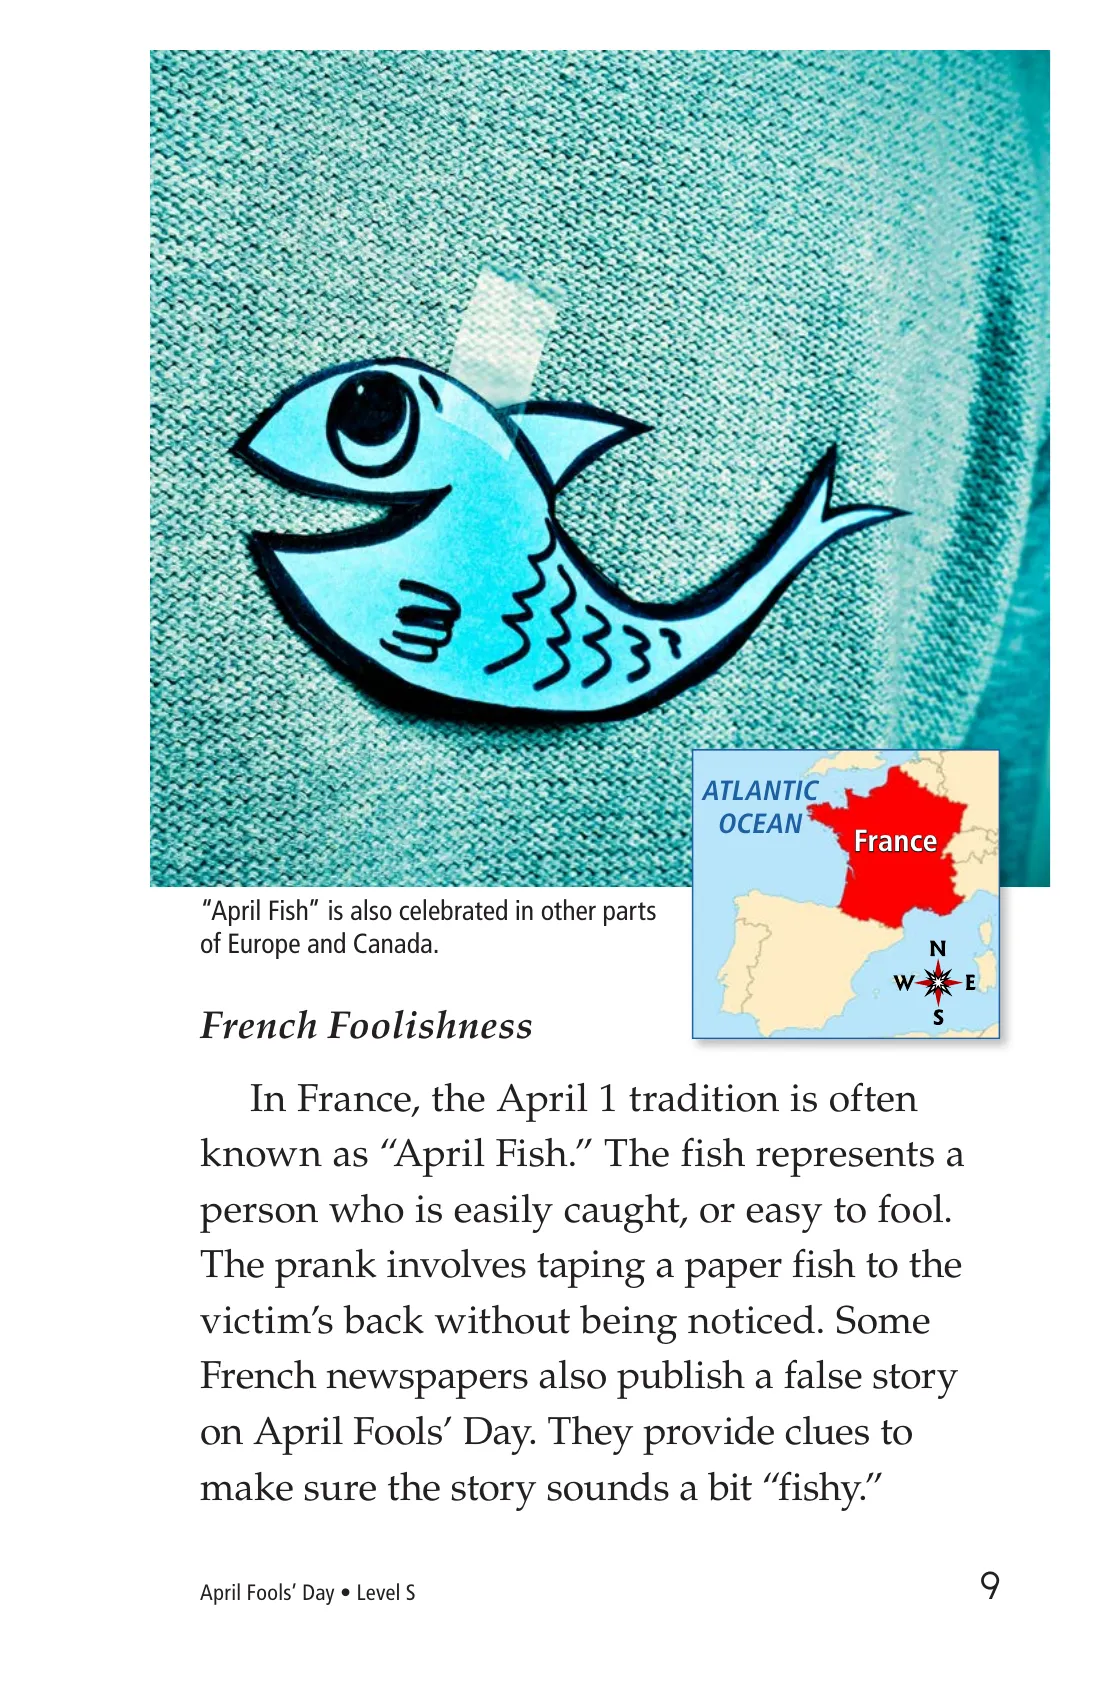 ATLANTIC
OCEAN
France
N
W E
S
“April Fish” is also celebrated in other parts
of Europe and Canada.
French Foolishness
In France, the April 1 tradition is often
known as “April Fish.” The fish represents a
person who is easily caught, or easy to fool.
The prank involves taping a paper fish to the
victim’s back without being noticed. Some
French newspapers also publish a false story
on April Fools’ Day. They provide clues to
make sure the story sounds a bit “fishy.”
April Fools’ Day • Level S
9